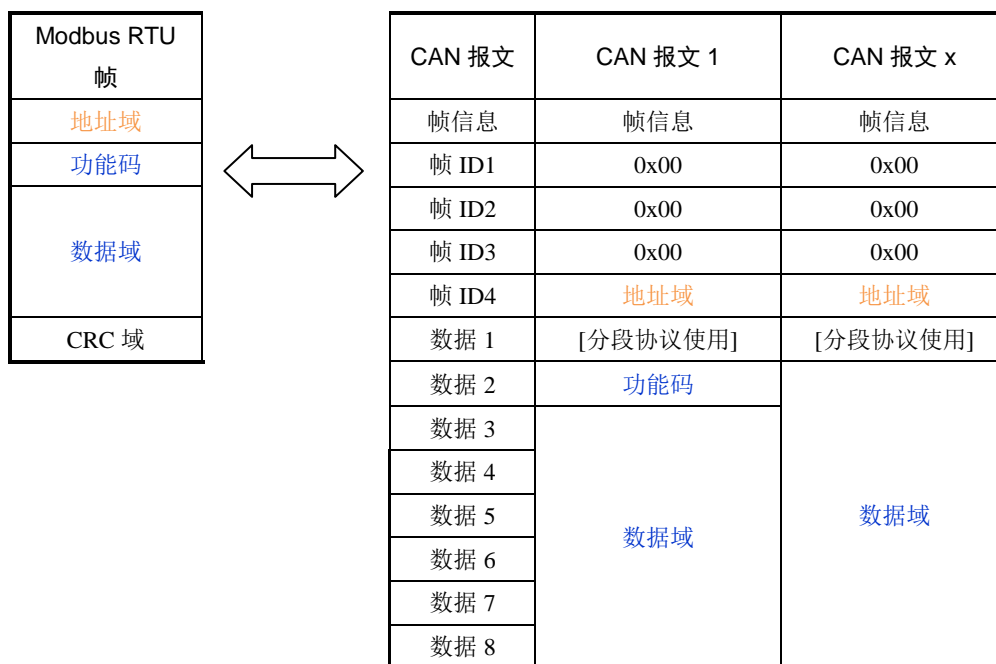 Modbus RTU
帧
地址域
功能码
数据域
CRC 域
CAN 报文 CAN 报文 1 CAN 报文 x
帧信息 帧信息 帧信息
帧 ID1 0x00 0x00
帧 ID2 0x00 0x00
帧 ID3 0x00 0x00
帧 ID4 地址域 地址域
数据 1 [分段协议使用] [分段协议使用]
数据 2 功能码
数据 3
数据 4
数据 5
数据 6
数据 7
数据 8
数据域
数据域